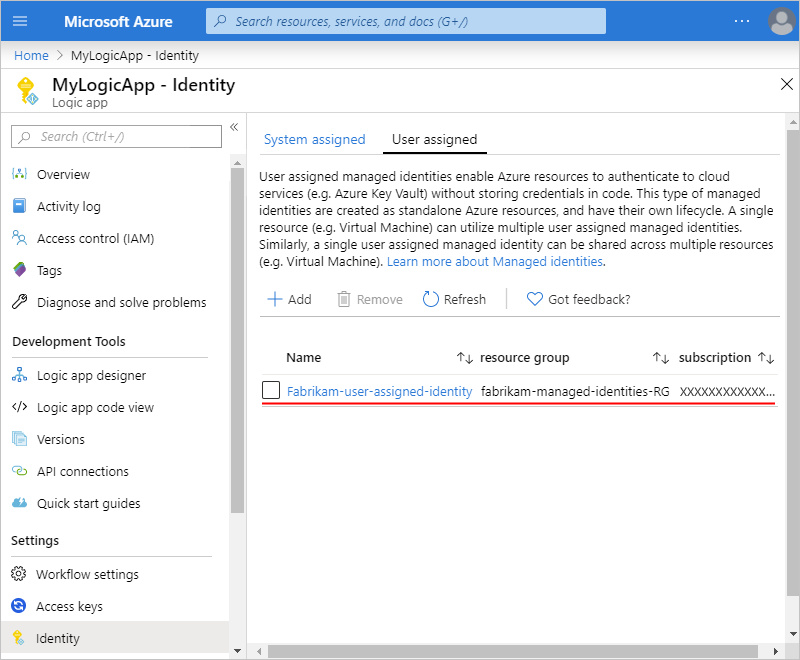 Microsoft Azure
Search resources, services, and docs (G+/)
...
Home > MyLogicApp - Identity
MyLogicApp - Identity
Logic app
Search (Ctrl+/)
«
Overview
Activity log
Access control (IAM)
Tags
Diagnose and solve problems
Development Tools
Logic app designer
Logic app code view
Versions
API connections
Quick start guides
Settings
Workflow settings
Access keys
Identity
System assigned User assigned
User assigned managed identities enable Azure resources to authenticate to cloud
services (e.g. Azure Key Vault) without storing credentials in code. This type of managed
identities are created as standalone Azure resources, and have their own lifecycle. A single
resource (e.g. Virtual Machine) can utilize multiple user assigned managed identities.
Similarly, a single user assigned managed identity can be shared across multiple resources
(e.g. Virtual Machine). Learn more about Managed identities.
Add Remove Refresh Got feedback?
Name resource group subscription
Fabrikam-user-assigned-identity fabrikam-managed-identities-RG XXXXXXXXXXXX...